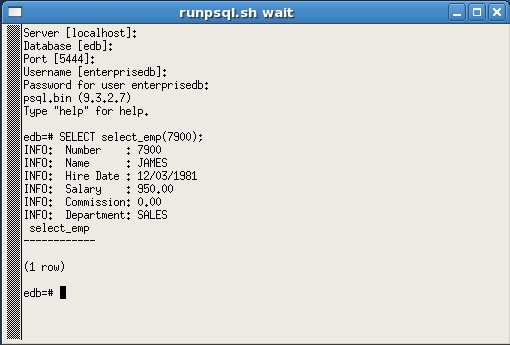 runpsql.sh wait
Server [localhost]:
Database [edb]:
Port [5444]:
Username [enterprisedb]:
Password for user enterprisedb:
psql.bin (9.3.2.7)
Type "help" for help.

edb=# SELECT select_emp(7900);
INFO:  Number    : 7900
INFO:  Name      : JAMES
INFO:  Hire Date : 12/03/1981
INFO:  Salary    : 950.00
INFO:  Commission: 0.00
INFO:  Department: SALES
 select_emp
------------

(1 row)

edb=#